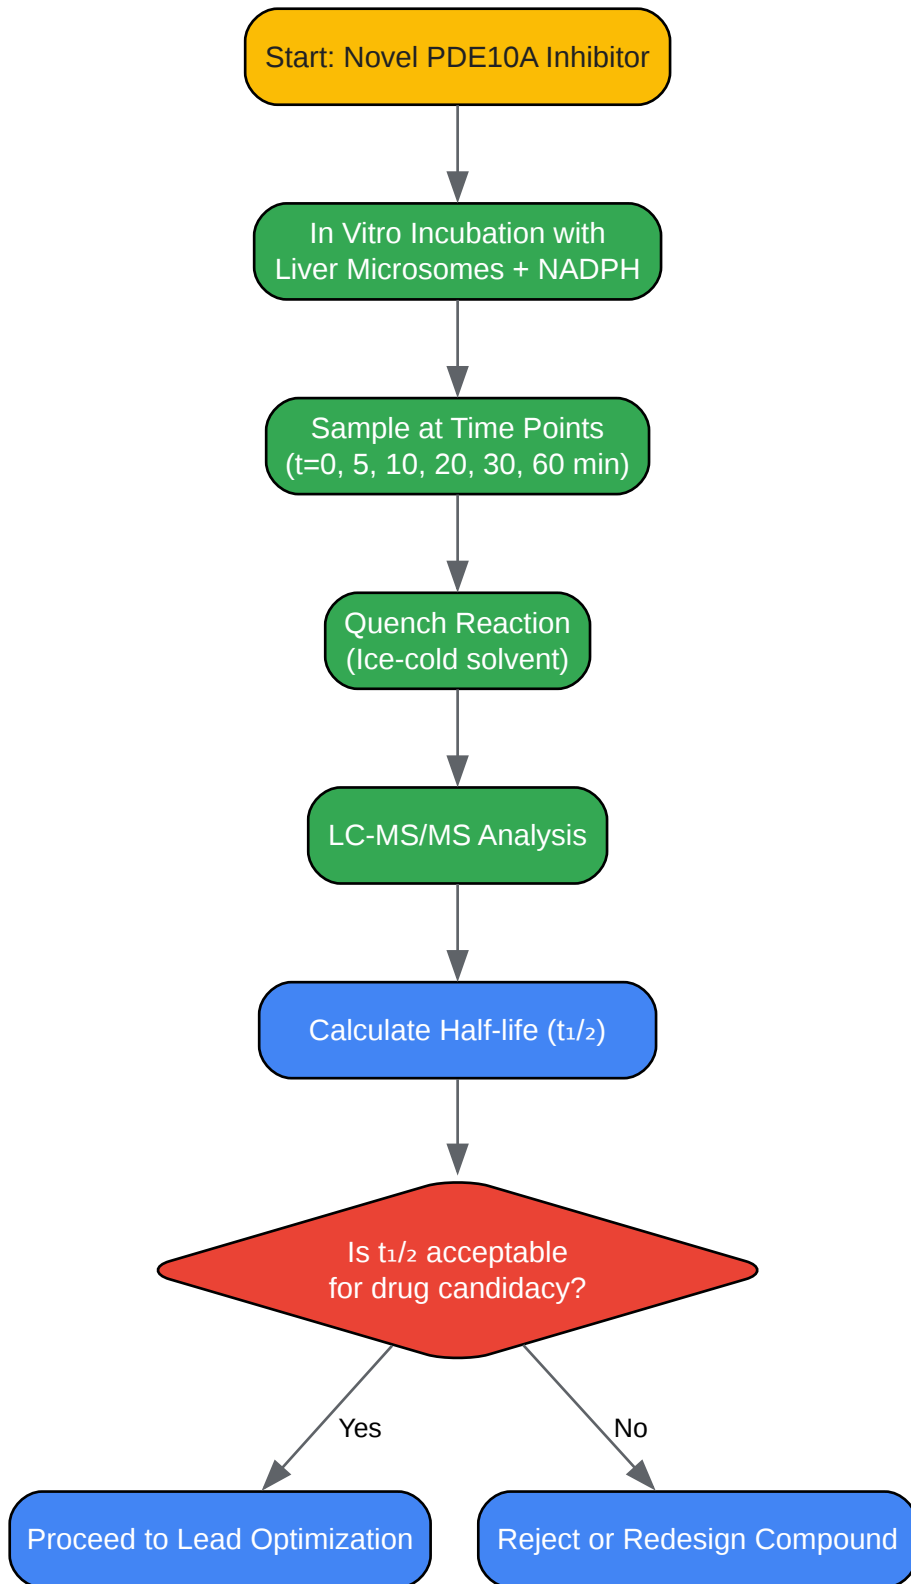 Start: Novel PDE10A Inhibitor
In Vitro Incubation with
Liver Microsomes + NADPH
Sample at Time Points
(t=0, 5, 10, 20, 30, 60 min)
Quench Reaction
(Ice-cold solvent)
LC-MS/MS Analysis
Calculate Half-life (t₁/₂)
Is t₁/₂ acceptable
for drug candidacy?
Yes
No
Proceed to Lead Optimization
Reject or Redesign Compound